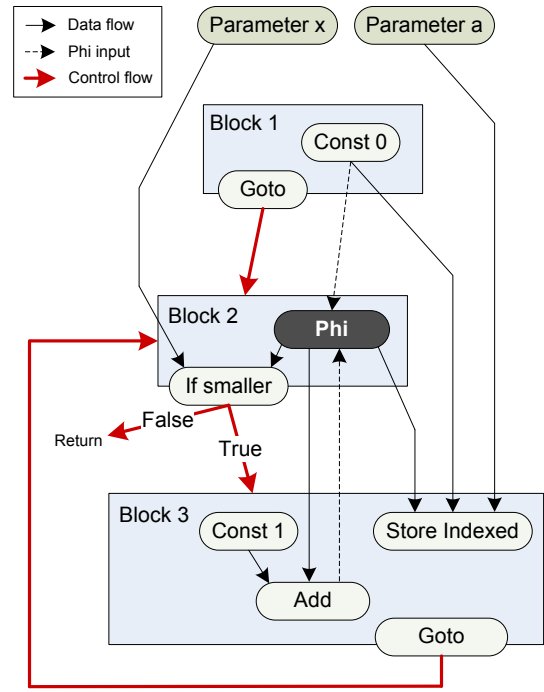 Data flow
Phi input
Control flow
Parameter x
Parameter a
Block 1
Const 0
Goto
Block 2
Phi
If smaller
False
Return
True
Block 3
Const 1
Store Indexed
Add
Goto